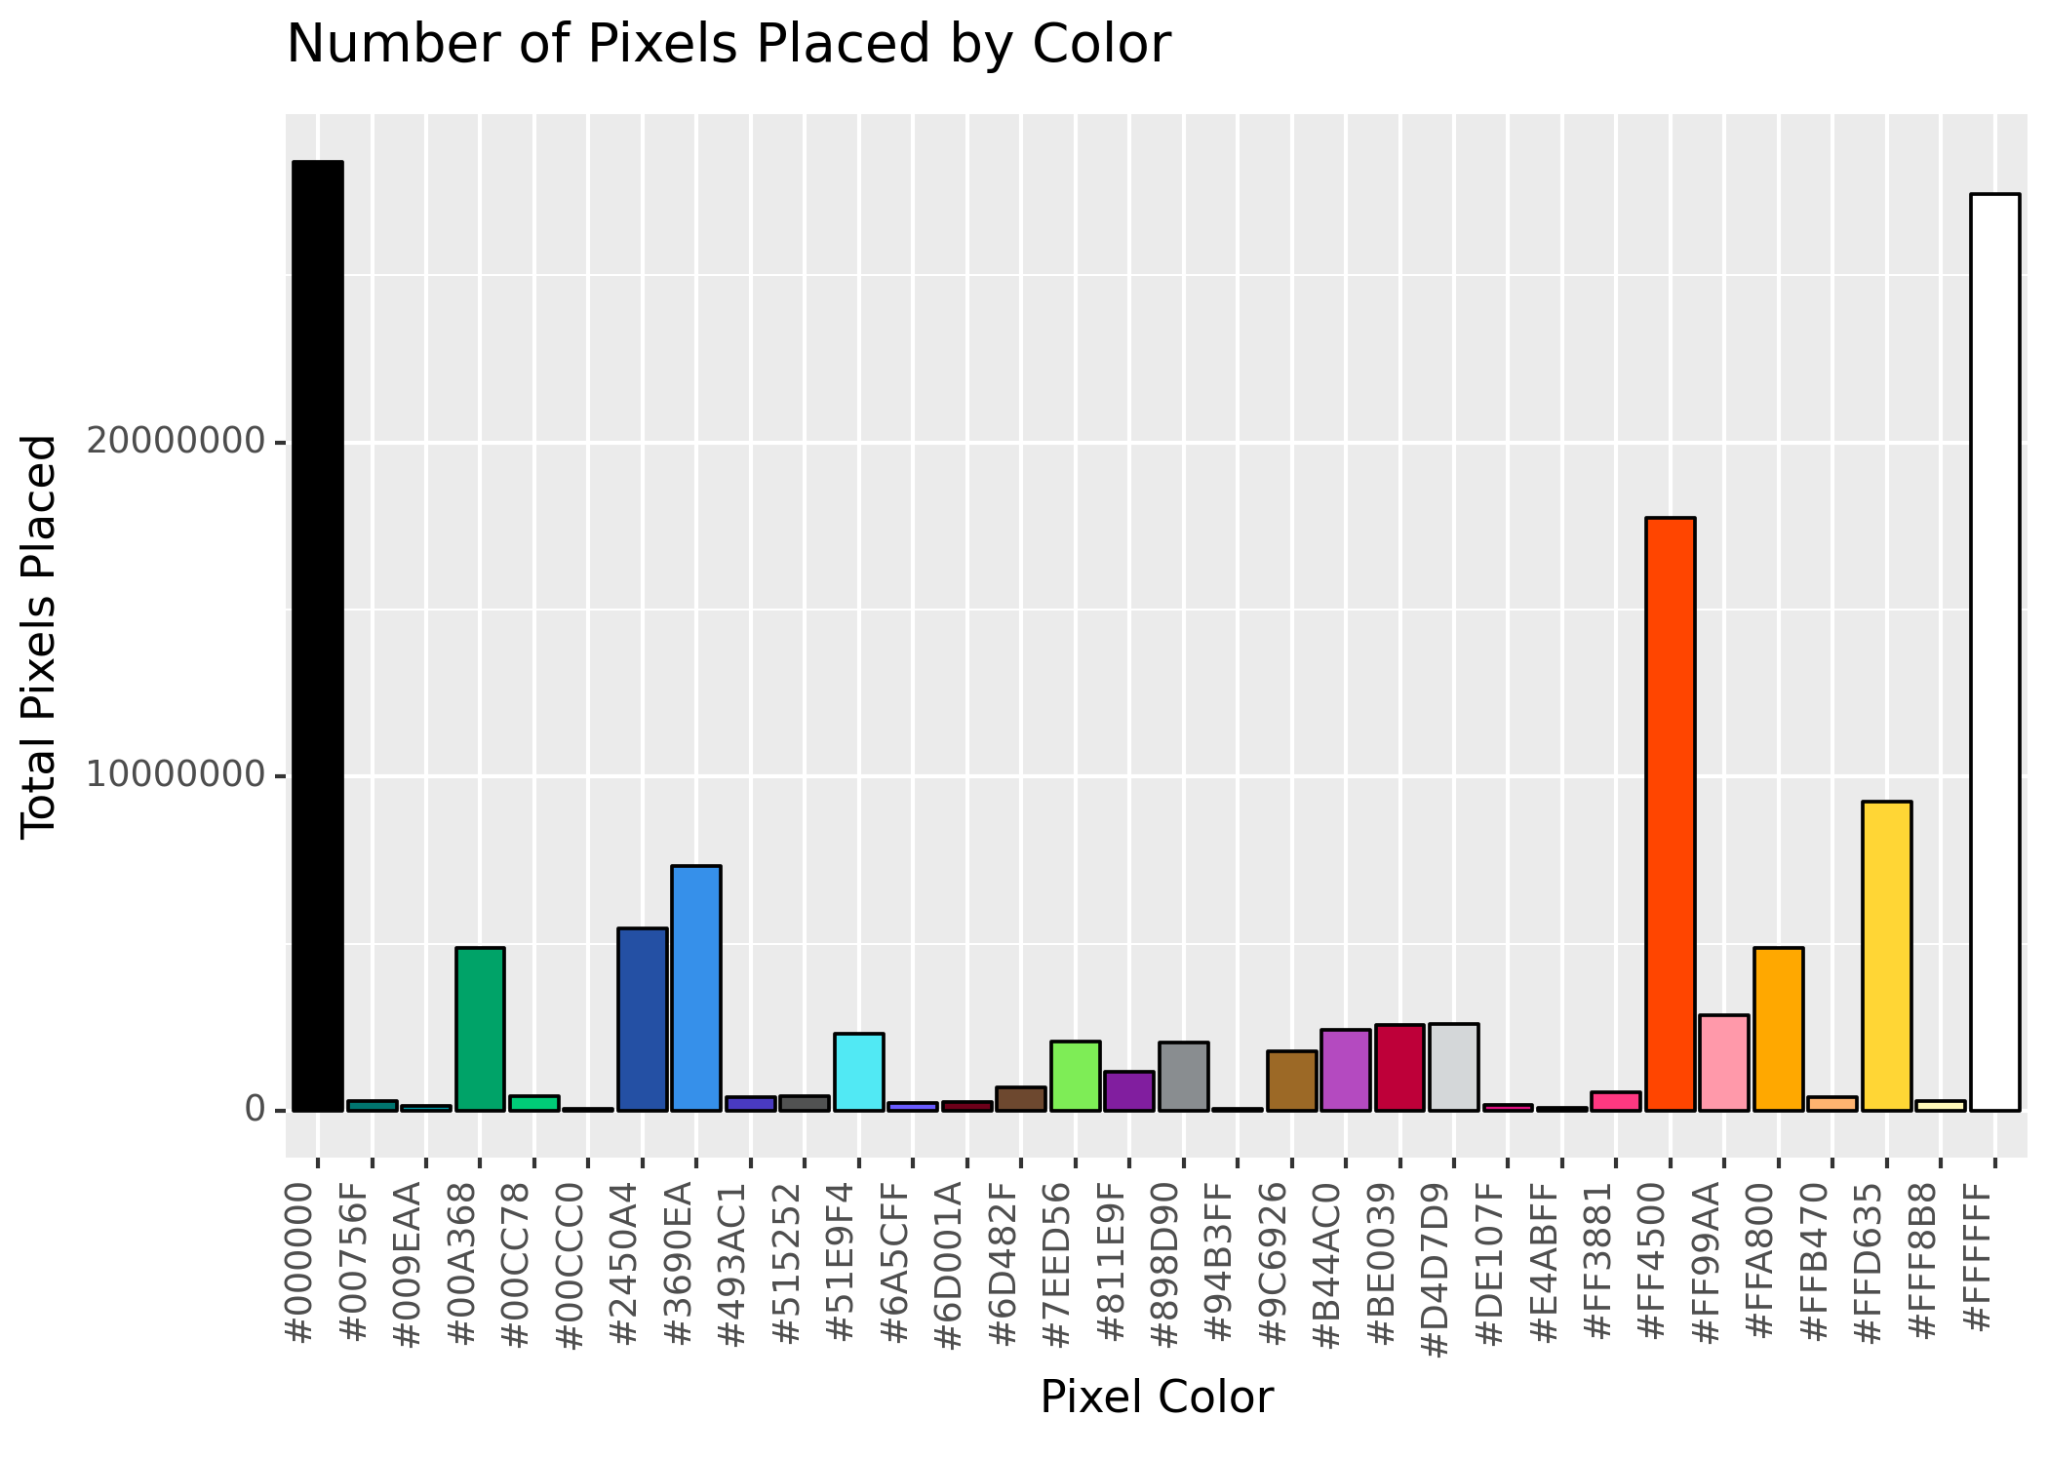 Number of Pixels Placed by Color
Total Pixels Placed
20000000
10000000
0
#000000
#00756F
#009EAA
#00A368
#00CC78
#00CCC0
#2450A4
#3690EA
#493AC1
#515252
#51E9F4
#6A5CFF
#6D001A
#6D482F
#7EED56
#811E9F
#898D90
#94B3FF
#9C6926
#B44AC0
#BE0039
#D4D7D9
#DE107F
#E4ABFF
#FF3881
#FF4500
#FF99AA
#FFA800
#FFB470
#FFD635
#FFF8B8
#FFFFFF
Pixel Color